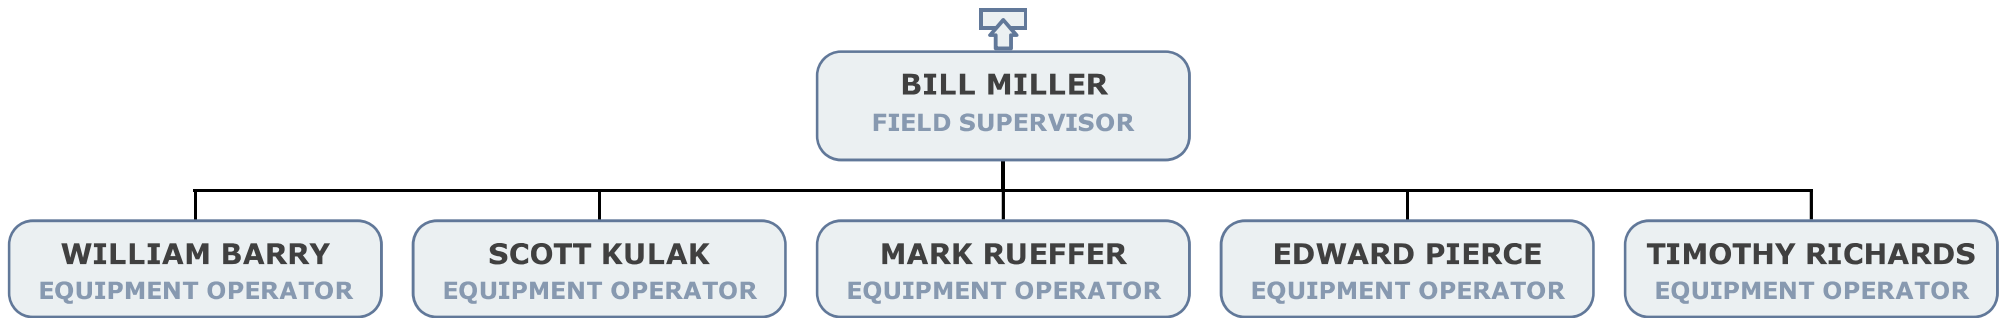 BILL MILLER
FIELD SUPERVISOR
WILLIAM BARRY
EQUIPMENT OPERATOR
SCOTT KULAK
EQUIPMENT OPERATOR
MARK RUEFFER
EQUIPMENT OPERATOR
EDWARD PIERCE
EQUIPMENT OPERATOR
TIMOTHY RICHARDS
EQUIPMENT OPERATOR